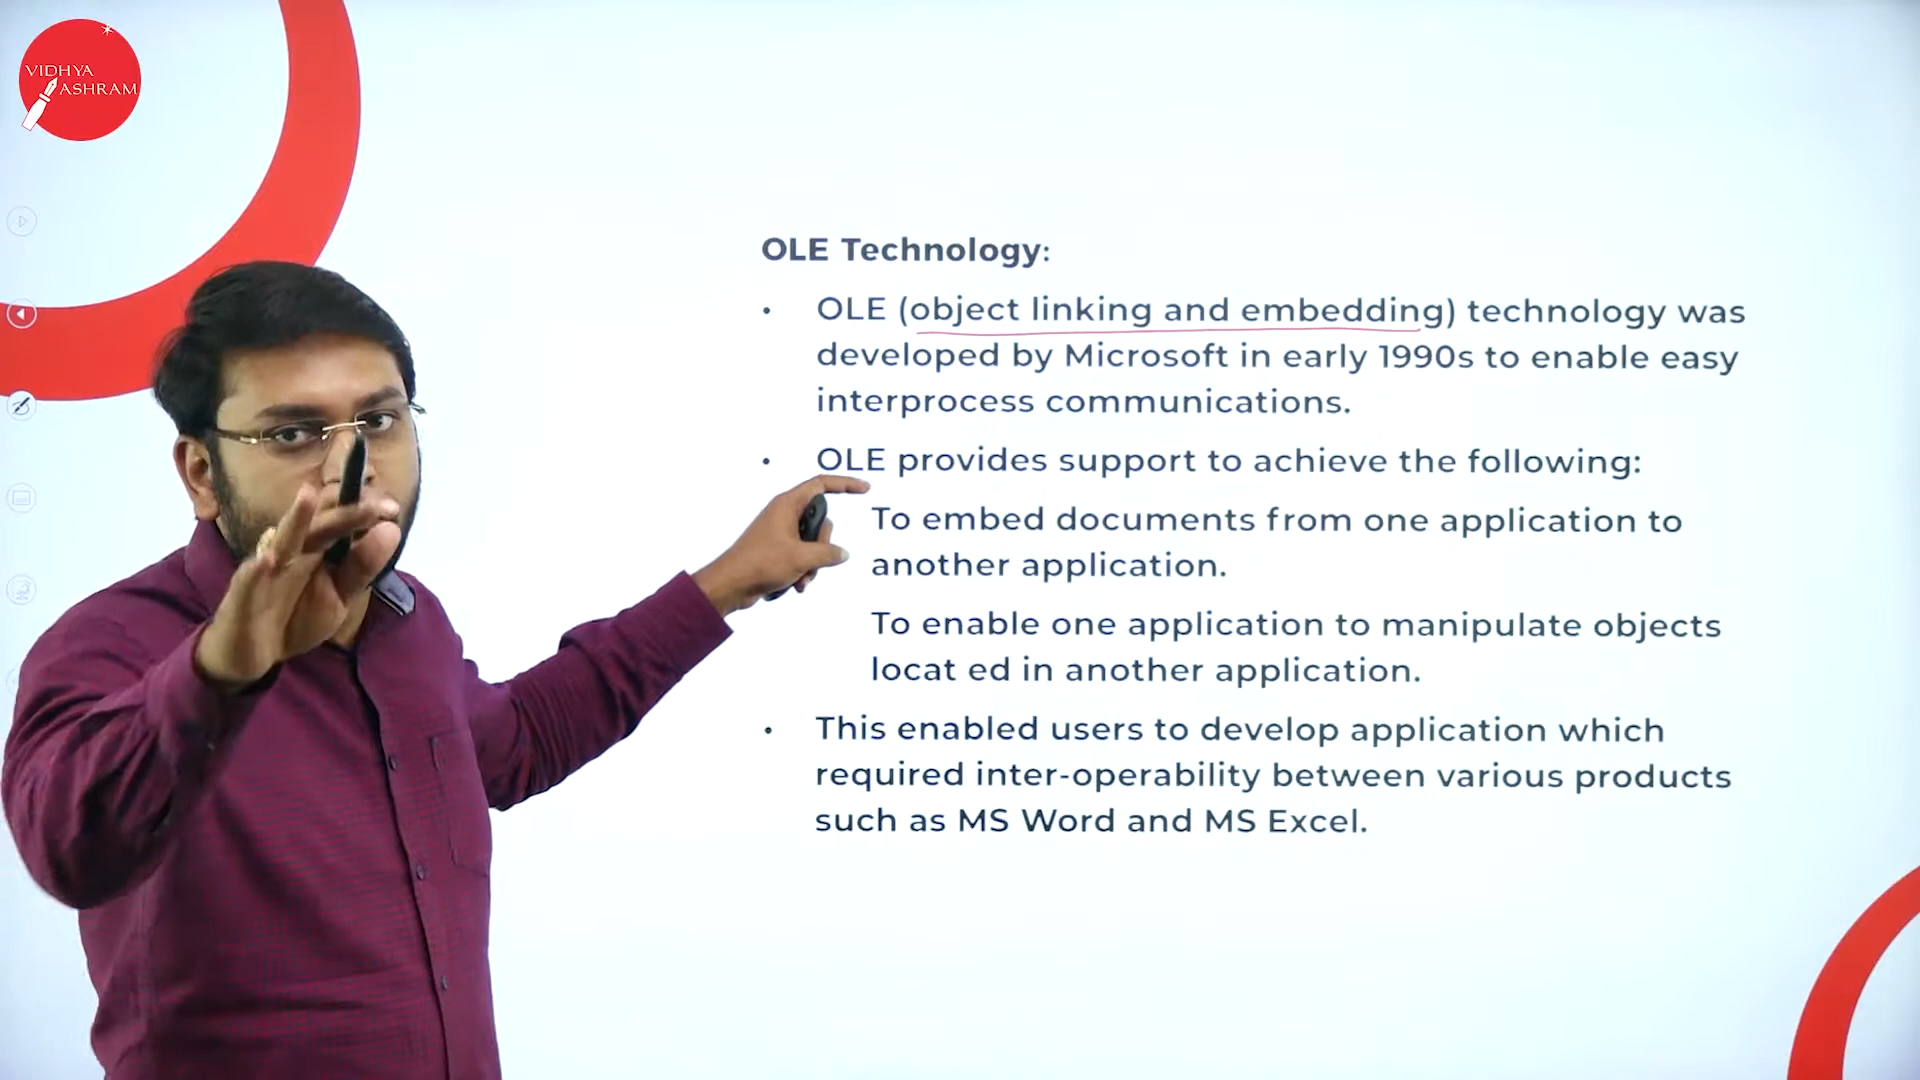 VIDHYA
ASHRAM
OLE Technology:
• OLE (object linking and embedding) technology was
developed by Microsoft in early 1990s to enable easy
interprocess communications.
• OLE provides support to achieve the following:
To embed documents from one application to
another application.
To enable one application to manipulate objects
locat ed in another application.
• This enabled users to develop application which
required inter-operability between various products
such as MS Word and MS Excel.